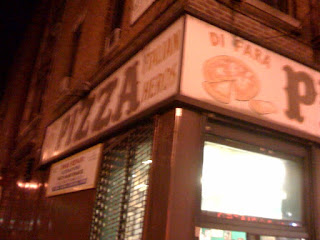 PIZZA
ITALIAN
HEROS
DI FARA
P